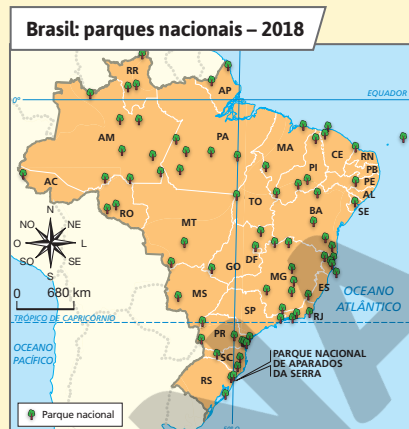 Brasil: parques nacionais – 2018
RR
AP
0°
EQUADOR
AM
PA
MA
CE
RN
PB
PE
AL
SE
PI
AC
RO
TO
BA
MT
N
NO
NE
O
L
SO
SE
S
GO
DF
MG
ES
0
680 km
MS
SP
RJ
OCEANO
ATLÂNTICO
TRÓPICO DE CAPRICÓRNIO
OCEANO
PACÍFICO
PR
SC
RS
PARQUE NACIONAL
DE APARADOS
DA SERRA
Parque nacional